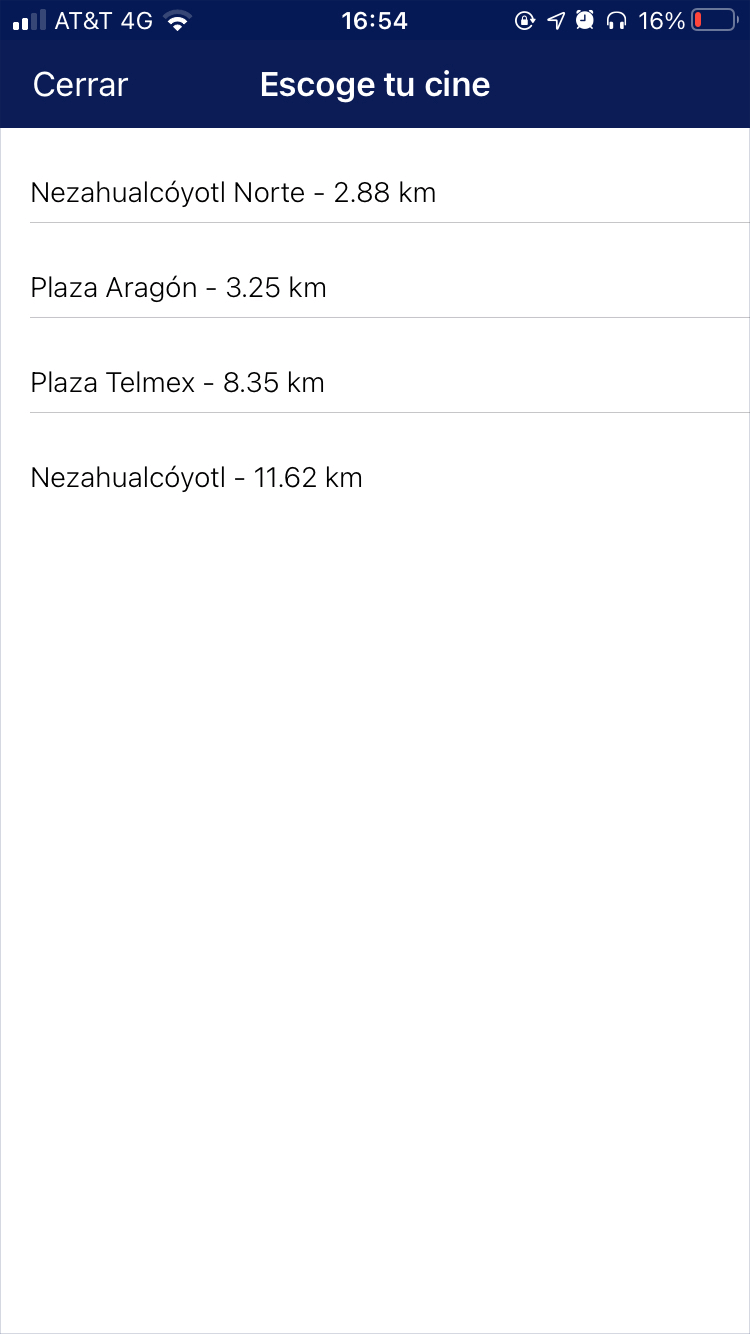 AT&T 4G 16:54 16%
Cerrar Escoge tu cine
Nezahualcóyotl Norte - 2.88 km
Plaza Aragón - 3.25 km
Plaza Telmex - 8.35 km
Nezahualcóyotl - 11.62 km